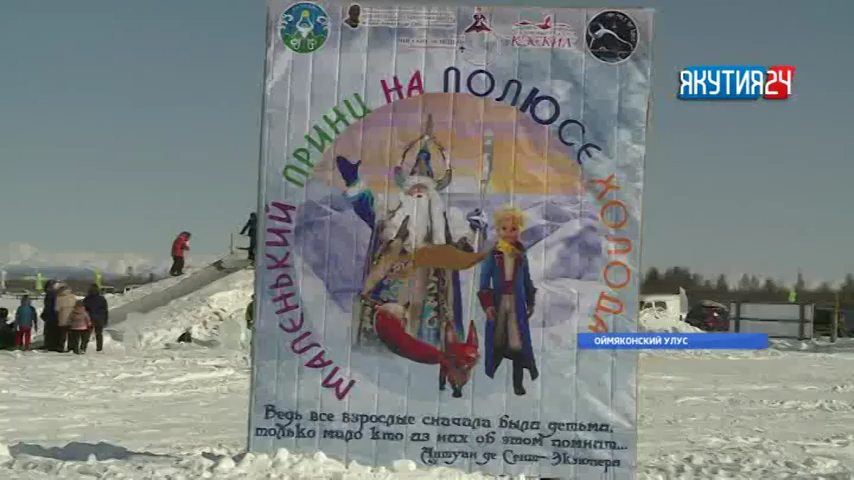 КЭСКИЛ
ЯКУТИЯ24
МАЛЕНЬКИЙ ПРИНЦ НА ПОЛЮСЕ ХОЛОДА
ОЙМЯКОНСКИЙ УЛУС
Ведь все взрослые сначала были детьми,
только мало кто из них об этом помнит...
Антуан де Сент-Экзюпери